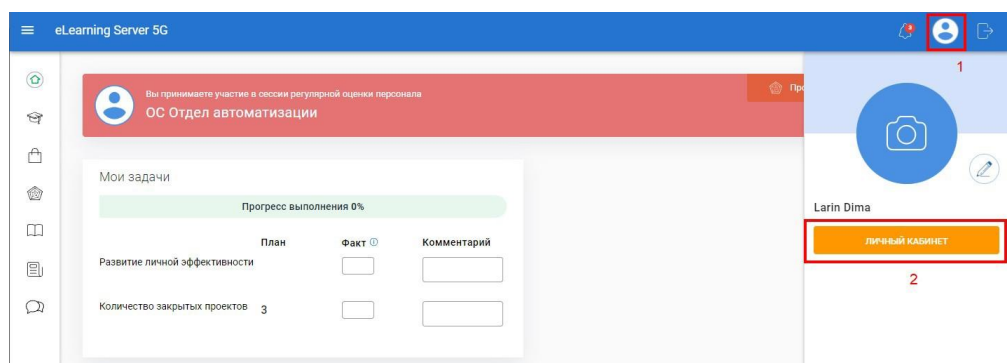 eLearning Server 5G
1
Вы принимаете участие в сессии регулярной оценки персонала
ОС Отдел автоматизации
Мои задачи
Прогресс выполнения 0%
План Факт Комментарий
Развитие личной эффективности
Количество закрытых проектов 3
Larin Dima
ЛИЧНЫЙ КАБИНЕТ
2